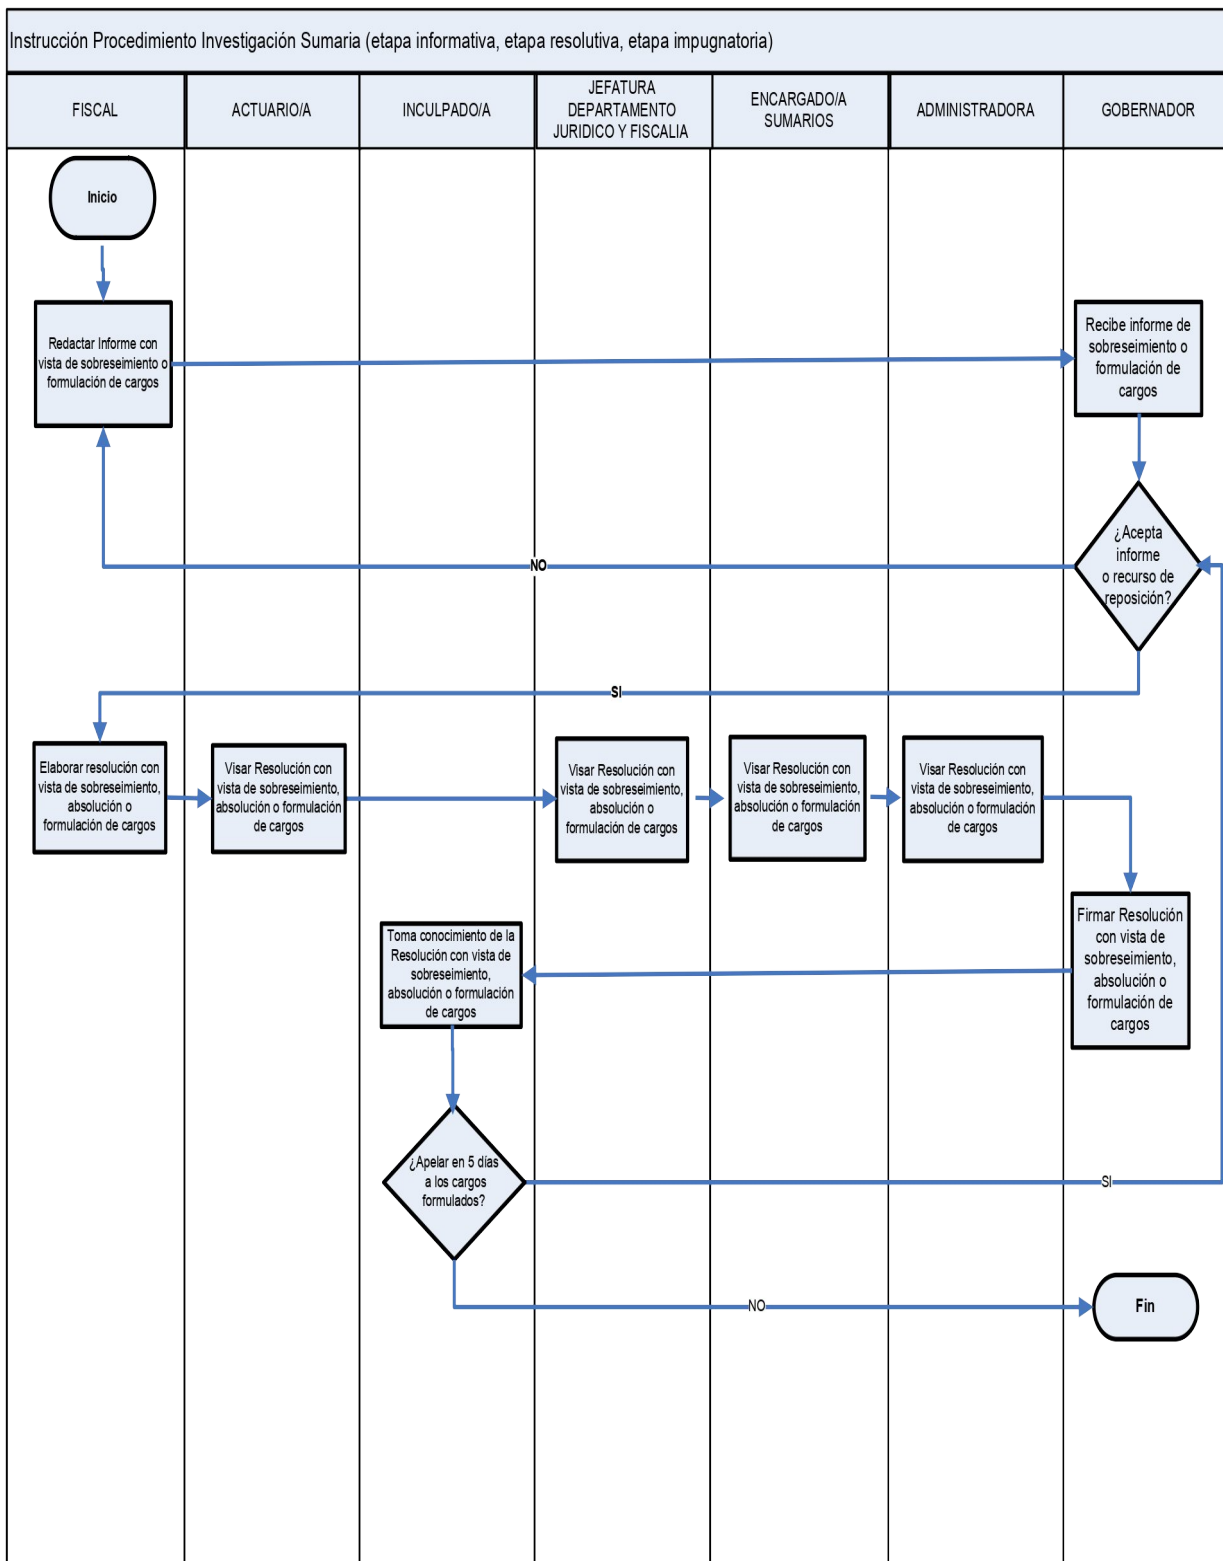 Instrucción Procedimiento Investigación Sumaria (etapa informativa, etapa resolutiva, etapa impugnatoria)
FISCAL
ACTUARIO/A
INCULPADO/A
JEFATURA
DEPARTAMENTO
JURIDICO Y FISCALIA
ENCARGADO/A
SUMARIOS
ADMINISTRADORA
GOBERNADOR
Inicio
Redactar Informe con
vista de sobreseimiento o
formulación de cargos
Recibe informe de
sobreseimiento o
formulación de
cargos
¿Acepta
informe
o recurso de
reposición?
NO
SI
Elaborar resolución con
vista de sobreseimiento,
absolución o
formulación de cargos
Visar Resolución con
vista de sobreseimiento,
absolución o formulación
de cargos
Visar Resolución con
vista de sobreseimiento,
absolución o
formulación de cargos
Visar Resolución con
vista de sobreseimiento,
absolución o formulación
de cargos
Visar Resolución con
vista de sobreseimiento,
absolución o formulación
de cargos
Firmar Resolución
con vista de
sobreseimiento,
absolución o
formulación de
cargos
Toma conocimiento de la
Resolución con vista de
sobreseimiento,
absolución o formulación
de cargos
¿Apelar en 5 días
a los cargos
formulados?
SI
NO
Fin